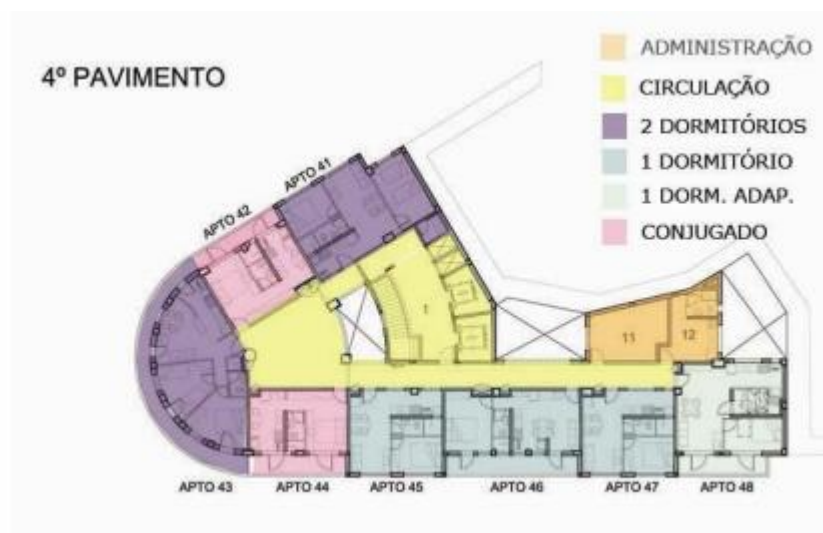 4º PAVIMENTO
ADMINISTRAÇÃO
CIRCULAÇÃO
2 DORMITÓRIOS
1 DORMITÓRIO
1 DORM. ADAP.
CONJUGADO
APTO 41
APTO 42
1
11
12
APTO 43
APTO 44
APTO 45
APTO 46
APTO 47
APTO 48